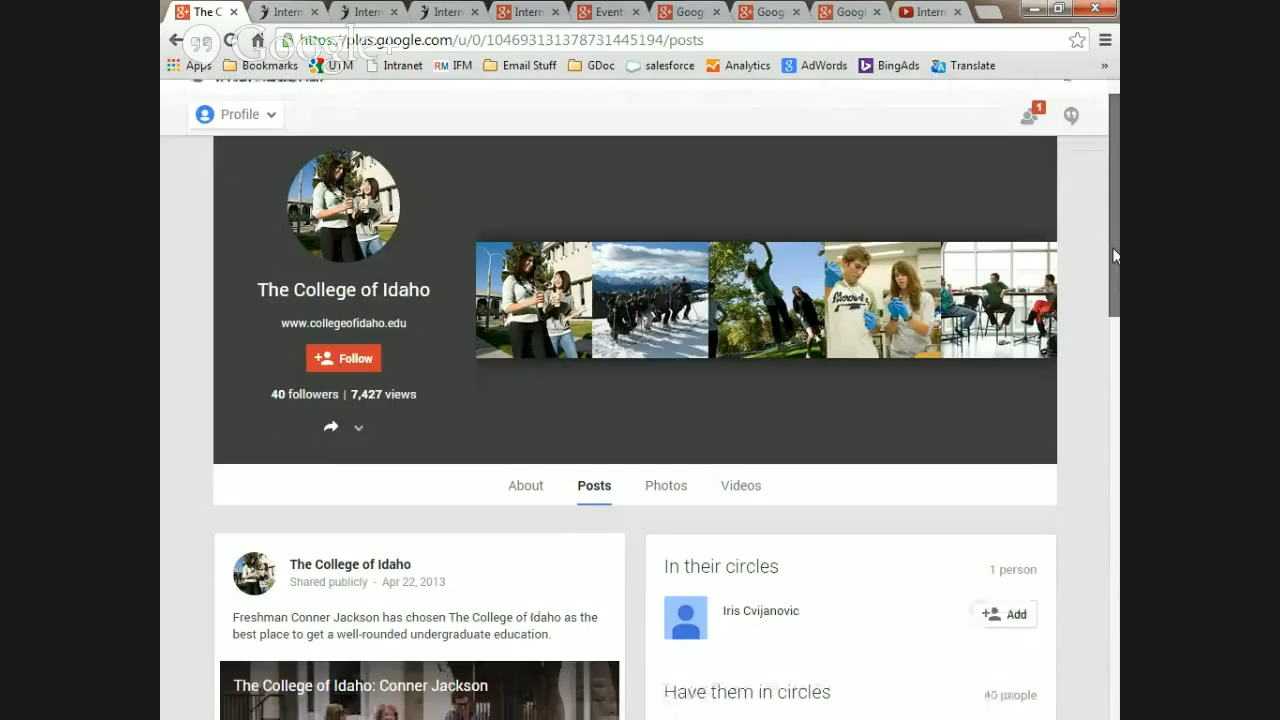 The C
Intern
Intern
Intern
Intern
Event
Goog
Goog
Googl
Intern
https://plus.google.com/u/0/104693131378731445194/posts
Google+
Apps
Bookmarks
UTM
Intranet
RM IFM
Email Stuff
GDoc
salesforce
Analytics
AdWords
BingAds
Translate
»
Profile
1
The College of Idaho
www.collegeofidaho.edu
Follow
40 followers | 7,427 views
About
Posts
Photos
Videos
The College of Idaho
Shared publicly - Apr 22, 2013
Freshman Conner Jackson has chosen The College of Idaho as the
best place to get a well-rounded undergraduate education.
The College of Idaho: Conner Jackson
In their circles
1 person
Iris Cvijanovic
Add
Have them in circles
40 people